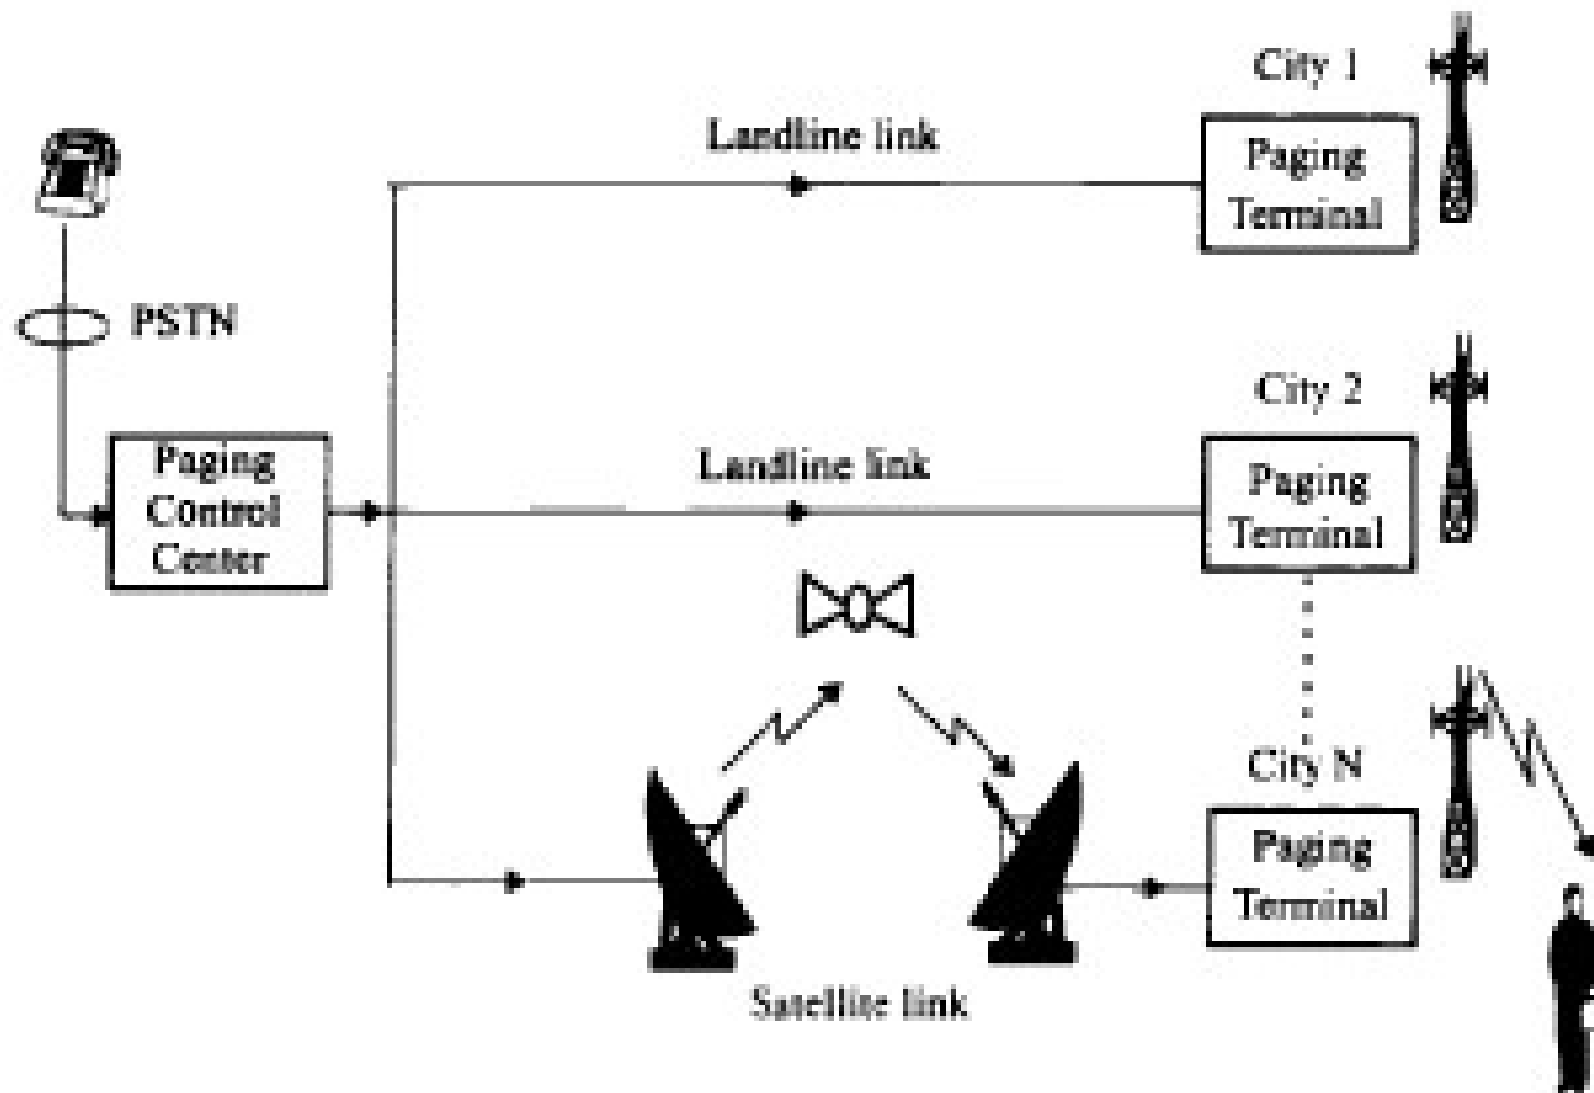 City 1
Landline link
Paging
Terminal
PSTN
City 2
Landline link
Paging
Control
Center
Paging
Terminal
City N
Paging
Terminal
Satellite link